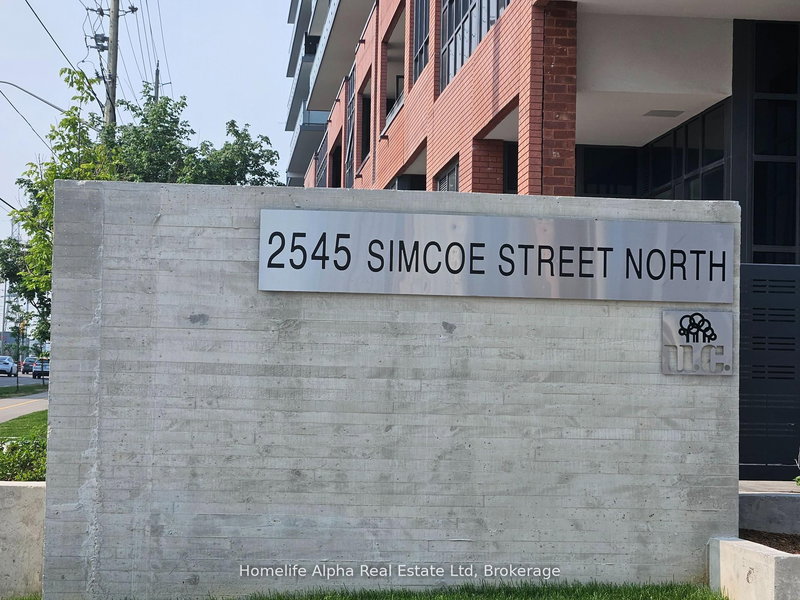 2545 SIMCOE STREET NORTH
u.c.
Homelife Alpha Real Estate Ltd, Brokerage